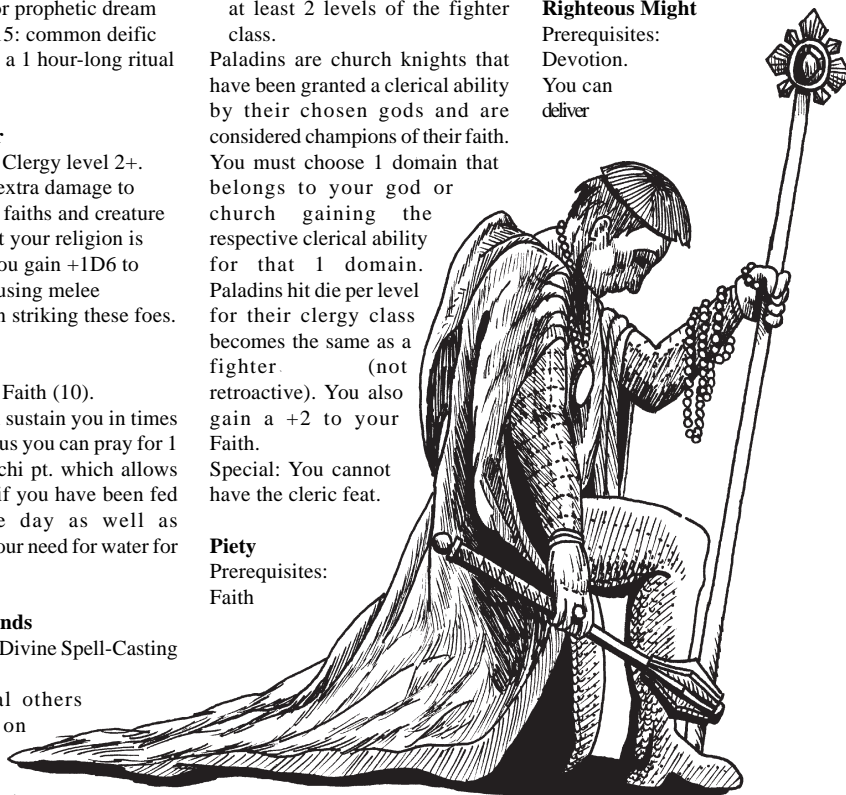 or prophetic dream
15: common deific
a 1 hour-long ritual
r
Clergy level 2+.
extra damage to
faiths and creature
t your religion is
ou gain +1D6 to
using melee
n striking these foes.
Faith (10).
sustain you in times
us you can pray for 1
chi pt. which allows
if you have been fed
e day as well as
our need for water for
nds
Divine Spell-Casting
al others
on
at least 2 levels of the fighter
class.
Paladins are church knights that
have been granted a clerical ability
by their chosen gods and are
considered champions of their faith.
You must choose 1 domain that
belongs to your god or
church gaining the
respective clerical ability
for that 1 domain.
Paladins hit die per level
for their clergy class
becomes the same as a
fighter (not
retroactive). You also
gain a +2 to your
Faith.
Special: You cannot
have the cleric feat.
Piety
Prerequisites:
Faith
Righteous Might
Prerequisites:
Devotion.
You can
deliver